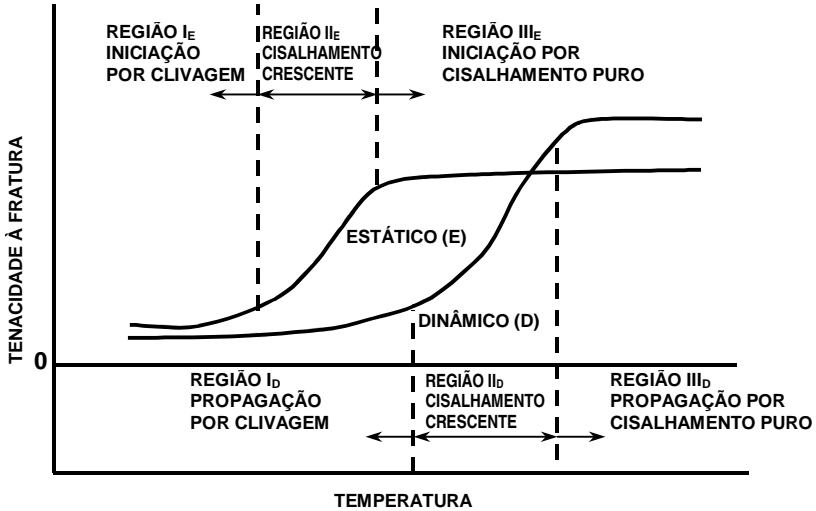 REGIÃO IE
INICIAÇÃO
POR CLIVAGEM
REGIÃO IIE
CISALHAMENTO
CRESCENTE
REGIÃO IIIE
INICIAÇÃO POR
CISALHAMENTO PURO
TENACIDADE À FRATURA
ESTÁTICO (E)
DINÂMICO (D)
0
REGIÃO ID
PROPAGAÇÃO
POR CLIVAGEM
REGIÃO IID
CISALHAMENTO
CRESCENTE
REGIÃO IIID
PROPAGAÇÃO POR
CISALHAMENTO PURO
TEMPERATURA